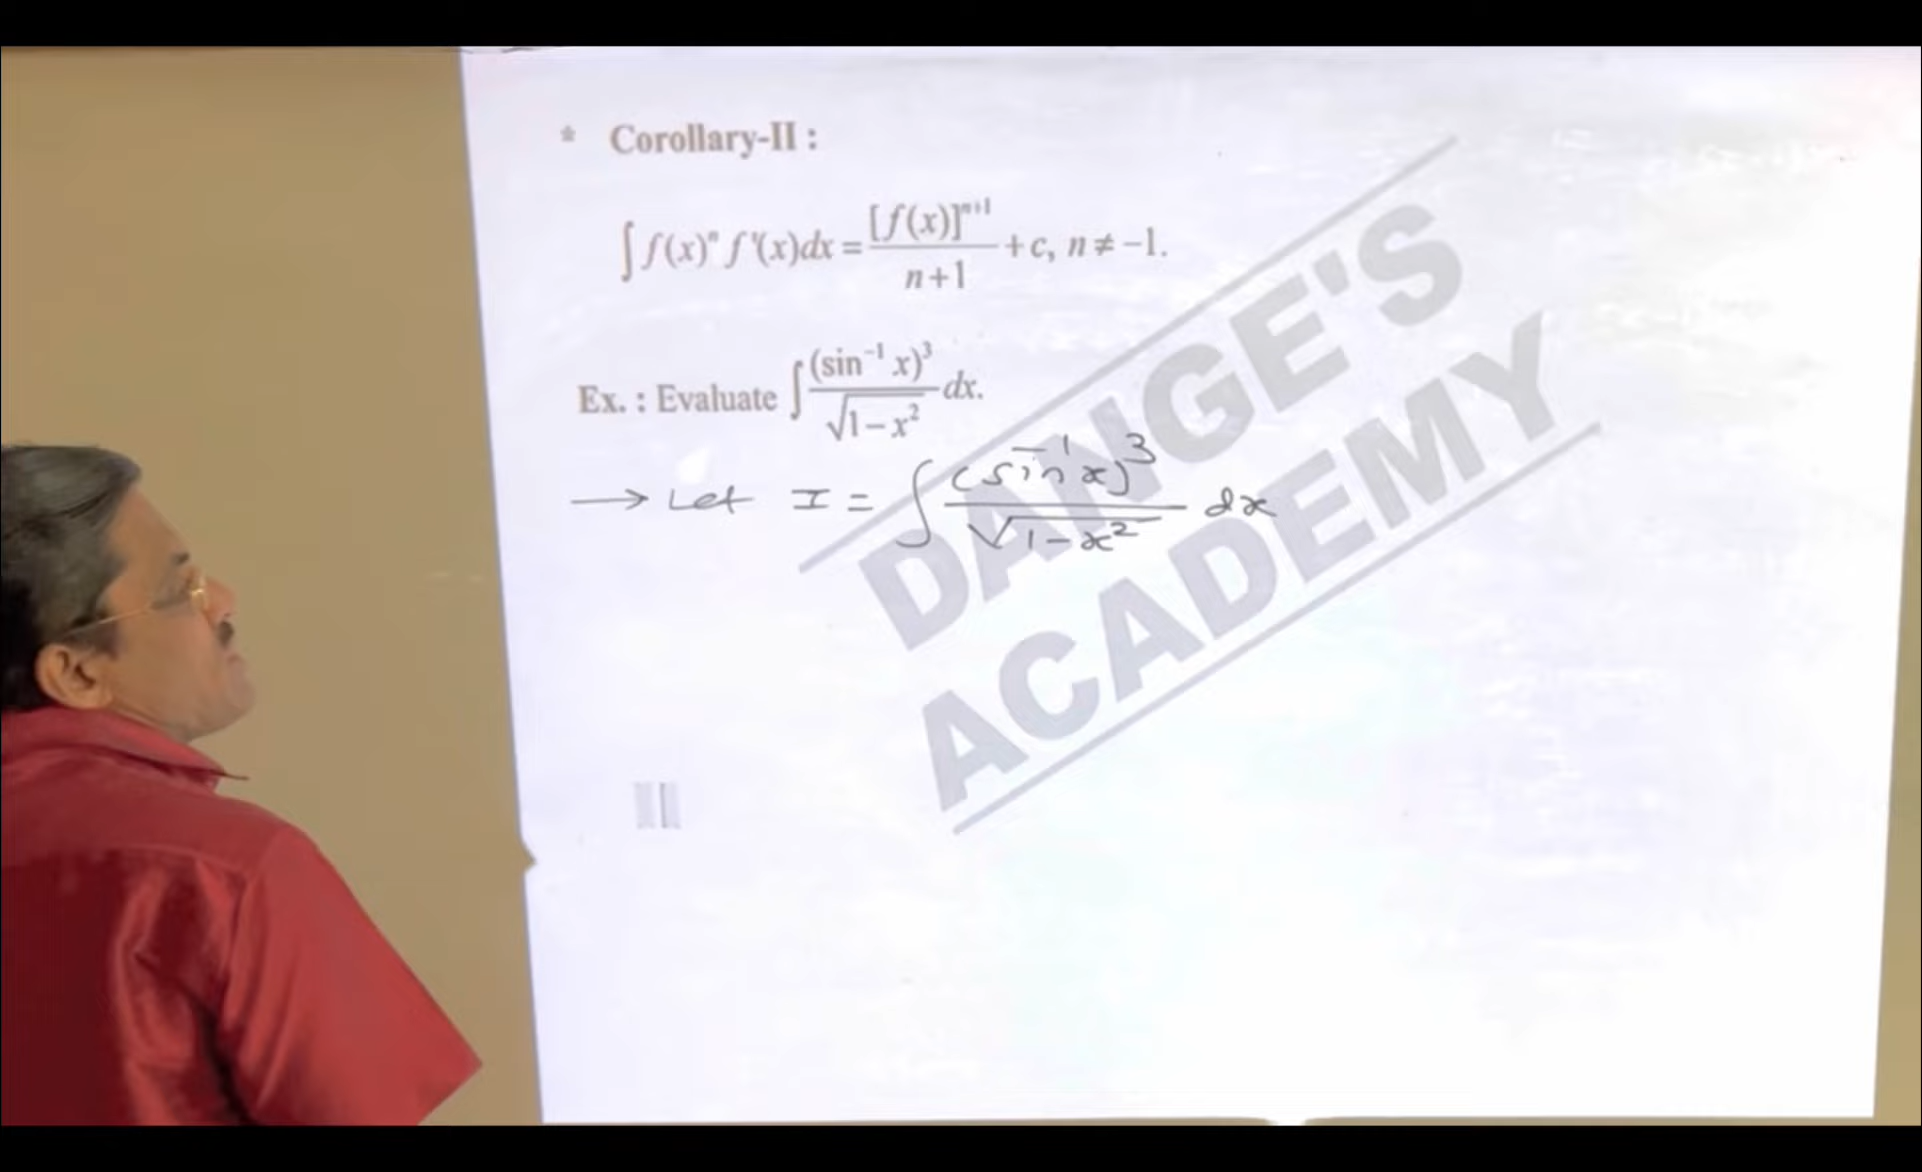 * Corollary-II :
∫ f(x)ⁿ f'(x)dx = [f(x)]ⁿ⁺¹ / n+1 + c, n ≠ −1.
Ex. : Evaluate ∫ (sin⁻¹ x)³ / √1−x² dx.
→ Let I = ∫ (sin⁻¹x)³ / √1−x² dx
DANGE'S
ACADEMY